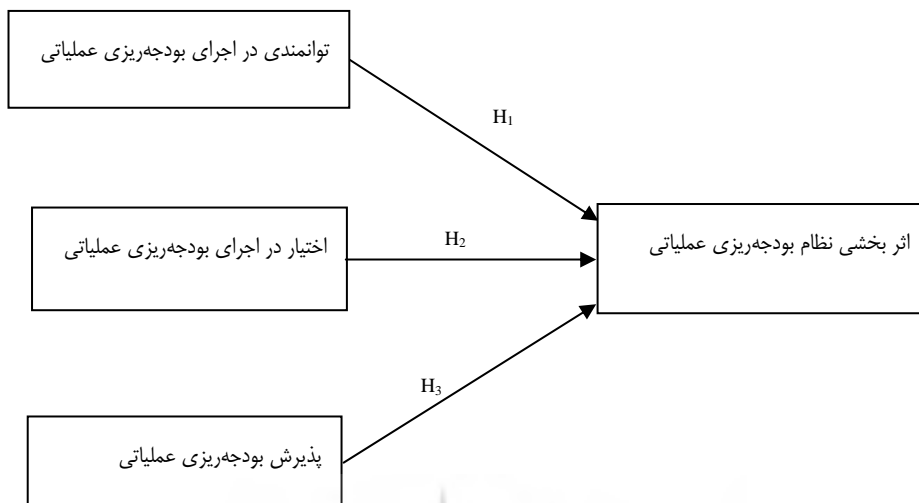 توانمندی در اجرای بودجه‌ریزی عملیاتی
H₁
اثر بخشی نظام بودجه‌ریزی عملیاتی
اختیار در اجرای بودجه‌ریزی عملیاتی
H₂
H₃
پذیرش بودجه‌ریزی عملیاتی